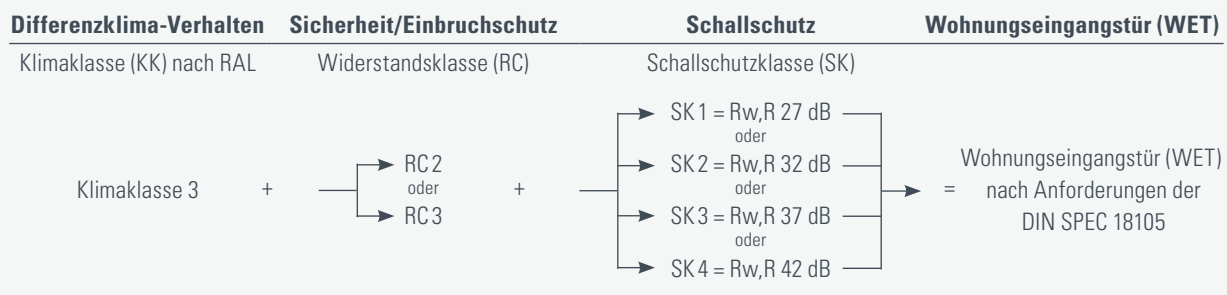 Differenzklima-Verhalten Sicherheit/Einbruchschutz Schallschutz Wohnungseingangstür (WET)
Klimaklasse (KK) nach RAL Widerstandsklasse (RC) Schallschutzklasse (SK)
Klimaklasse 3
+
RC 2
oder
RC 3
+
SK 1 = Rw,R 27 dB
oder
SK 2 = Rw,R 32 dB
oder
SK 3 = Rw,R 37 dB
oder
SK 4 = Rw,R 42 dB
=
Wohnungseingangstür (WET)
nach Anforderungen der
DIN SPEC 18105